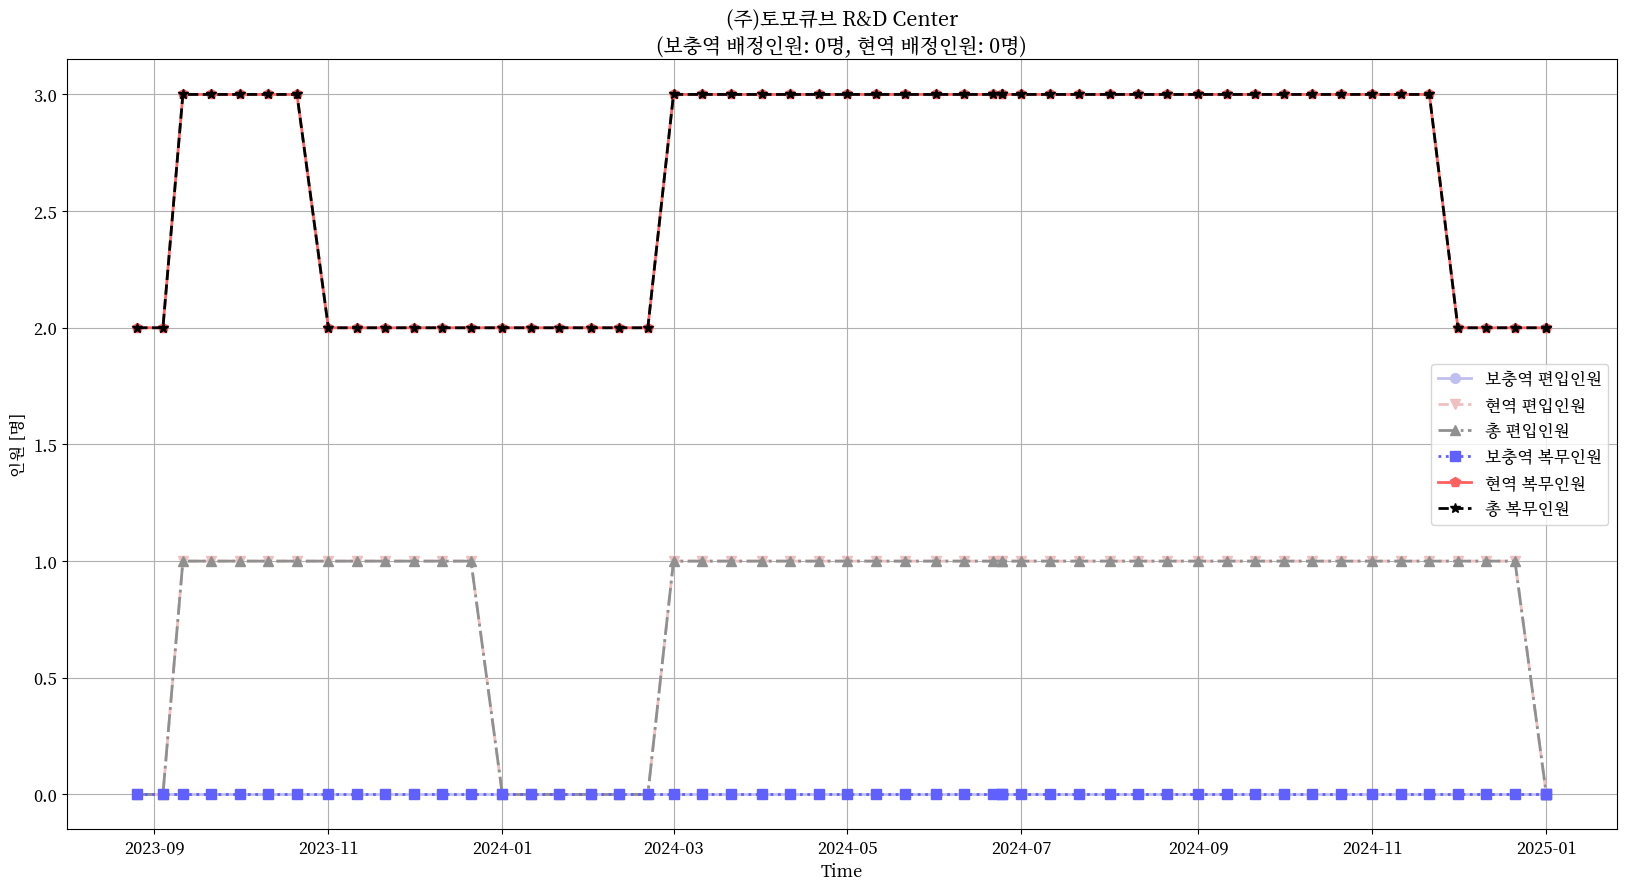 (주)토모큐브 R&D Center
(보충역 배정인원: 0명, 현역 배정인원: 0명)
3.0
2.5
2.0
1.5
1.0
0.5
0.0
인원 [명]
보충역 편입인원
현역 편입인원
총 편입인원
보충역 복무인원
현역 복무인원
총 복무인원
2023-09 2023-11 2024-01 2024-03 2024-05 2024-07 2024-09 2024-11 2025-01
Time